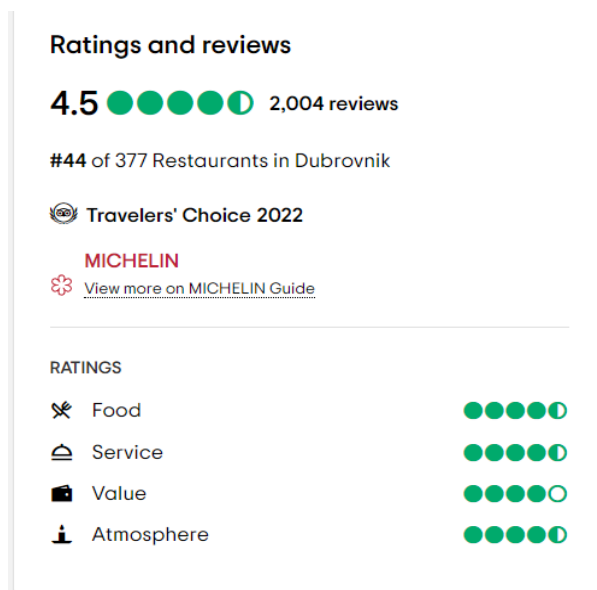 Ratings and reviews
4.5 2,004 reviews
#44 of 377 Restaurants in Dubrovnik
Travelers' Choice 2022
MICHELIN
View more on MICHELIN Guide
RATINGS
Food
Service
Value
Atmosphere